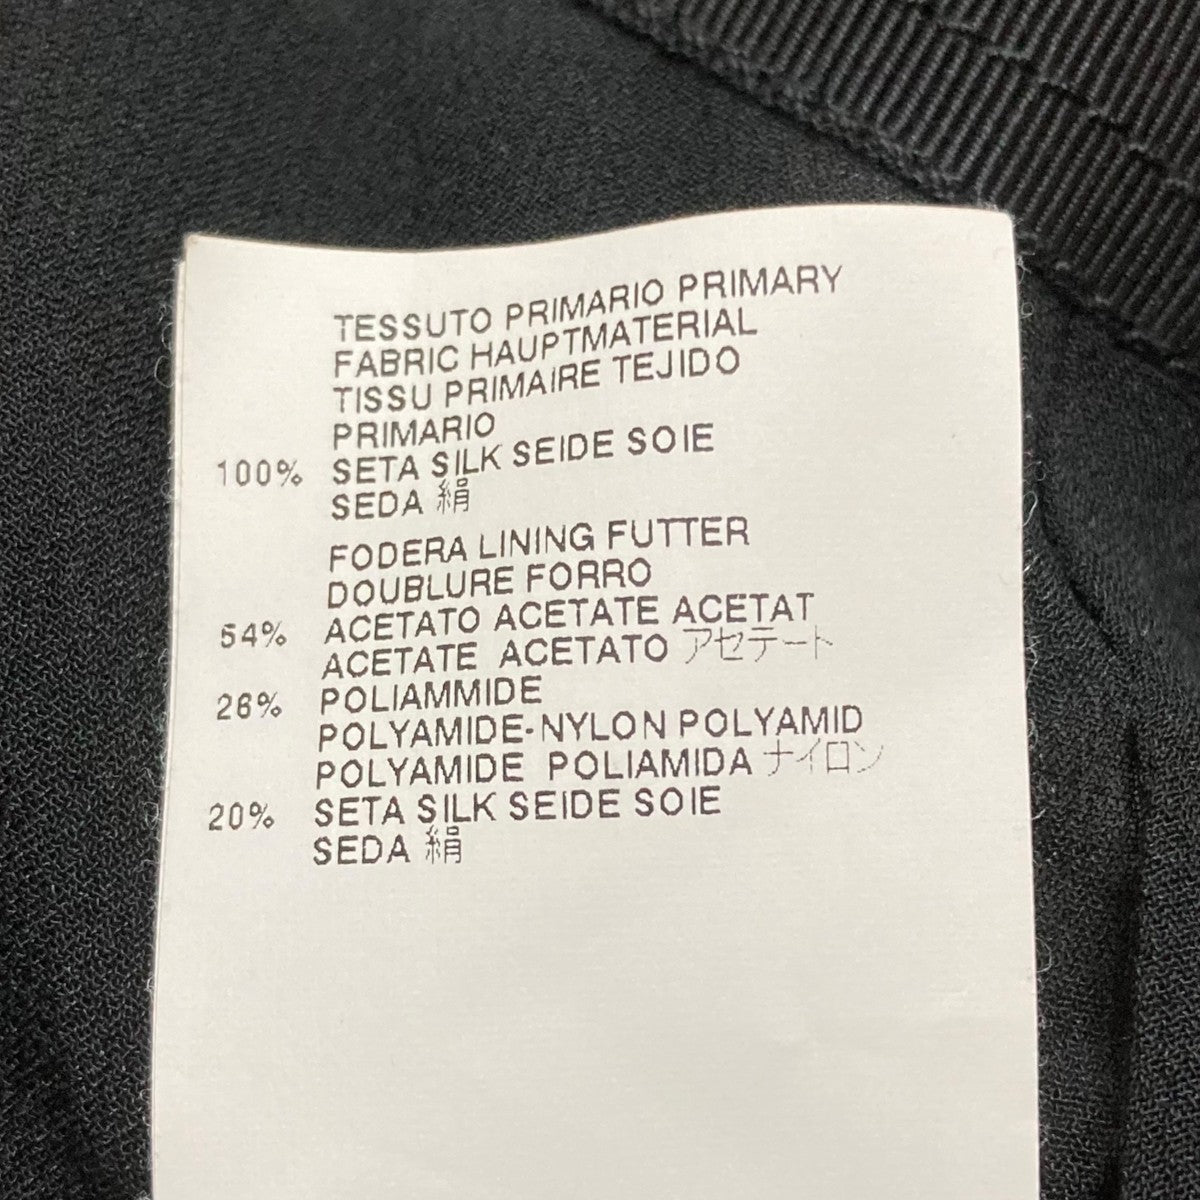 TESSUTO PRIMARIO PRIMARY
FABRIC HAUPTMATERIAL
TISSU PRIMAIRE TEJIDO
PRIMARIO
100% SETA SILK SEIDE SOIE
SEDA 絹
FODERA LINING FUTTER
DOUBLURE FORRO
54% ACETATO ACETATE ACETAT
ACETATE ACETATO アセテート
26% POLIAMMIDE
POLYAMIDE-NYLON POLYAMID
POLYAMIDE POLIAMIDA ナイロン
20% SETA SILK SEIDE SOIE
SEDA 絹